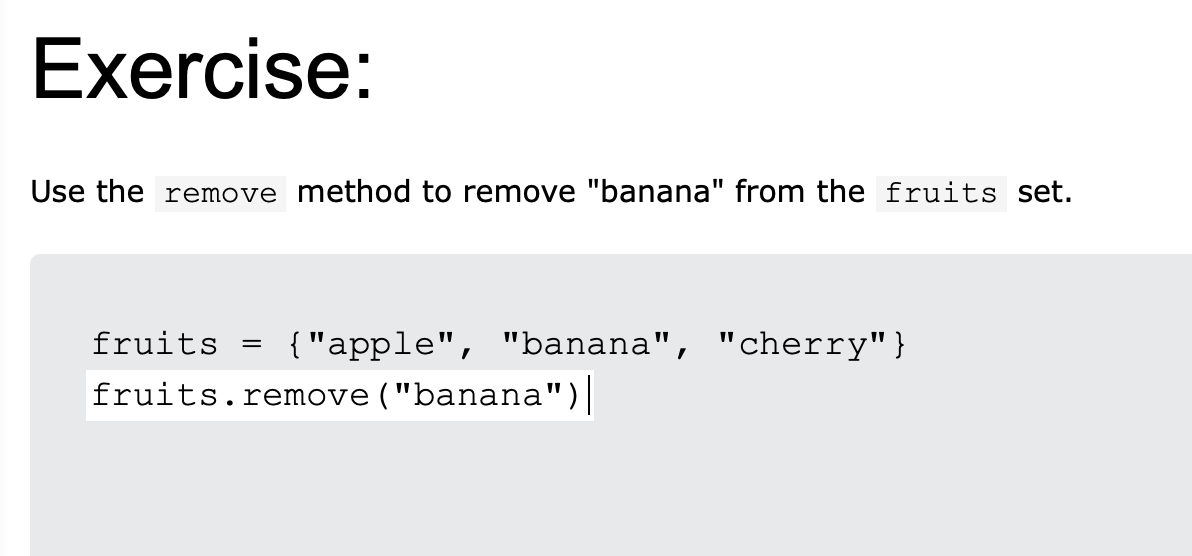 Exercise:
Use the remove method to remove "banana" from the fruits set.
fruits = {"apple", "banana", "cherry"}
fruits.remove("banana")